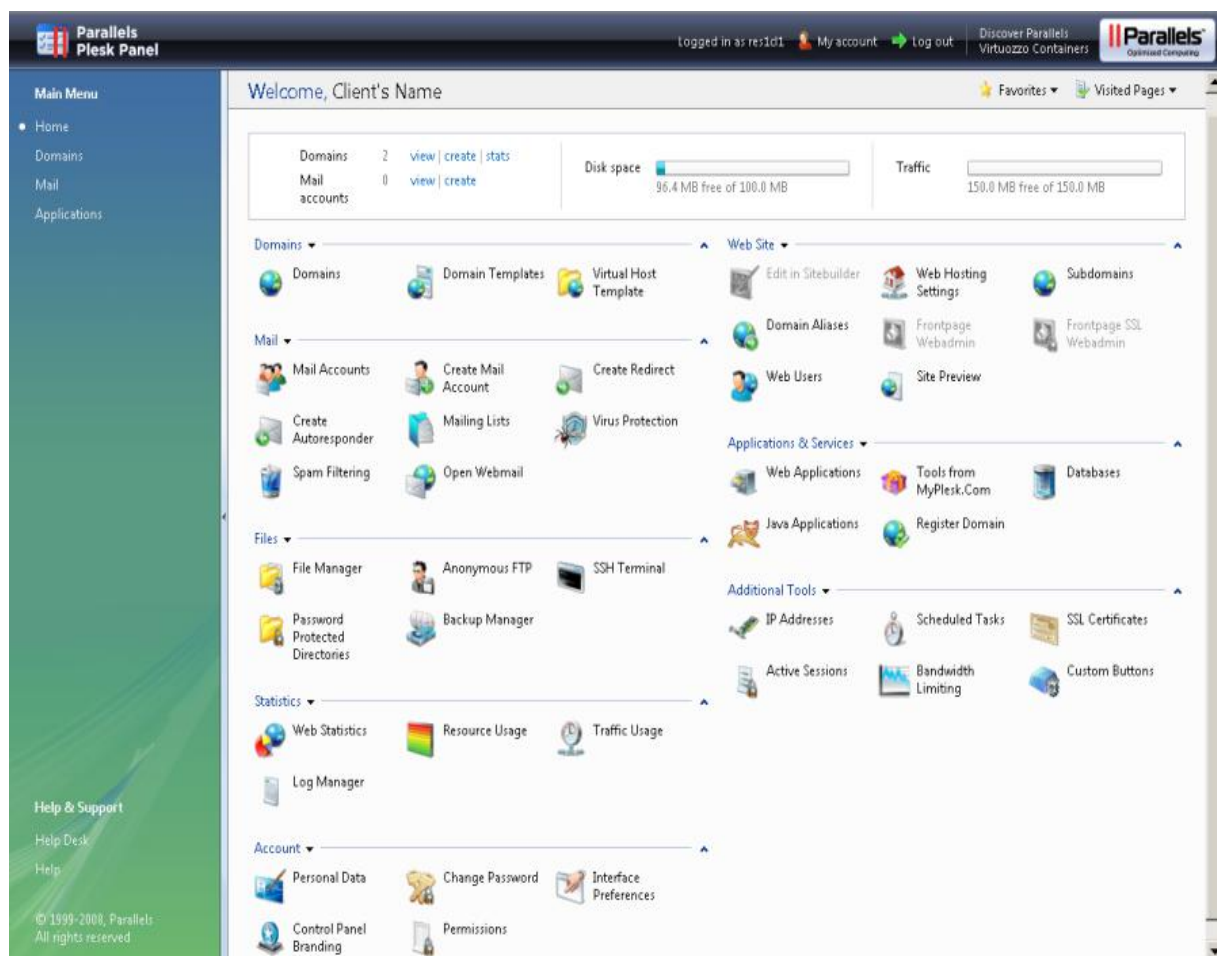 Parallels
Plesk Panel
Logged in as res1d1 My account Log out
Discover Parallels
Virtuozzo Containers
Parallels
Optimized Computing
Main Menu
Home
Domains
Mail
Applications
Help & Support
Help Desk
Help
© 1999-2008, Parallels
All rights reserved
Welcome, Client's Name
Favorites Visited Pages
Domains 2 view | create | stats
Mail accounts 0 view | create
Disk space
96.4 MB free of 100.0 MB
Traffic
150.0 MB free of 150.0 MB
Domains
Domains
Domain Templates
Virtual Host
Template
Mail
Mail Accounts
Create Mail
Account
Create Redirect
Create
Autoresponder
Mailing Lists
Virus Protection
Spam Filtering
Open Webmail
Files
File Manager
Anonymous FTP
SSH Terminal
Password
Protected
Directories
Backup Manager
Statistics
Web Statistics
Resource Usage
Traffic Usage
Log Manager
Account
Personal Data
Change Password
Interface
Preferences
Control Panel
Branding
Permissions
Web Site
Edit in Sitebuilder
Web Hosting
Settings
Subdomains
Domain Aliases
Frontpage
Webadmin
Frontpage SSL
Webadmin
Web Users
Site Preview
Applications & Services
Web Applications
Tools from
MyPlesk.Com
Databases
Java Applications
Register Domain
Additional Tools
IP Addresses
Scheduled Tasks
SSL Certificates
Active Sessions
Bandwidth
Limiting
Custom Buttons